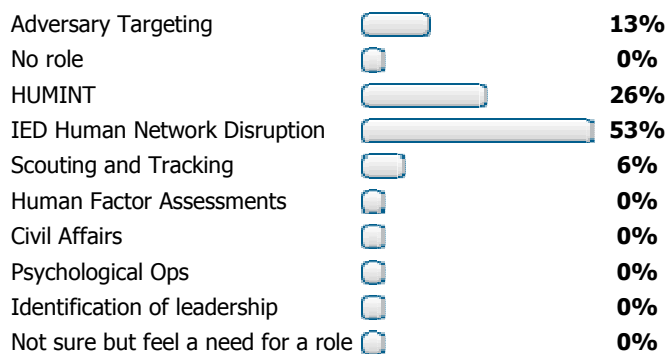 Adversary Targeting 13%
No role 0%
HUMINT 26%
IED Human Network Disruption 53%
Scouting and Tracking 6%
Human Factor Assessments 0%
Civil Affairs 0%
Psychological Ops 0%
Identification of leadership 0%
Not sure but feel a need for a role 0%